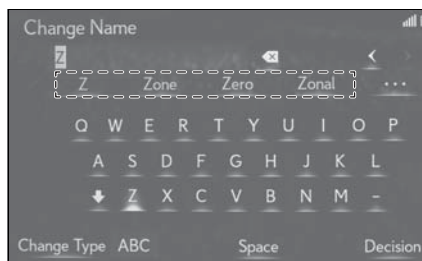 Change Name
Z
Z Zone Zero Zonal ...
Q W E R T Y U I O P
A S D F G H J K L
Z X C V B N M -
Change Type ABC Space Decision